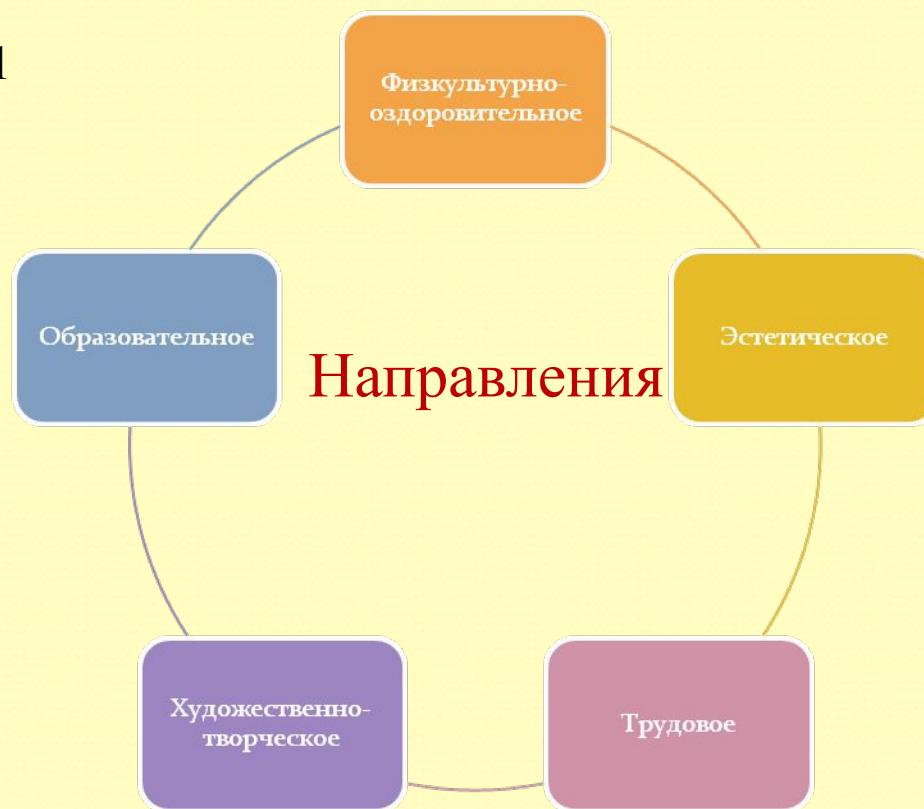 Физкультурно-
оздоровительное
Образовательное
Эстетическое
Направления
Художественно-
творческое
Трудовое